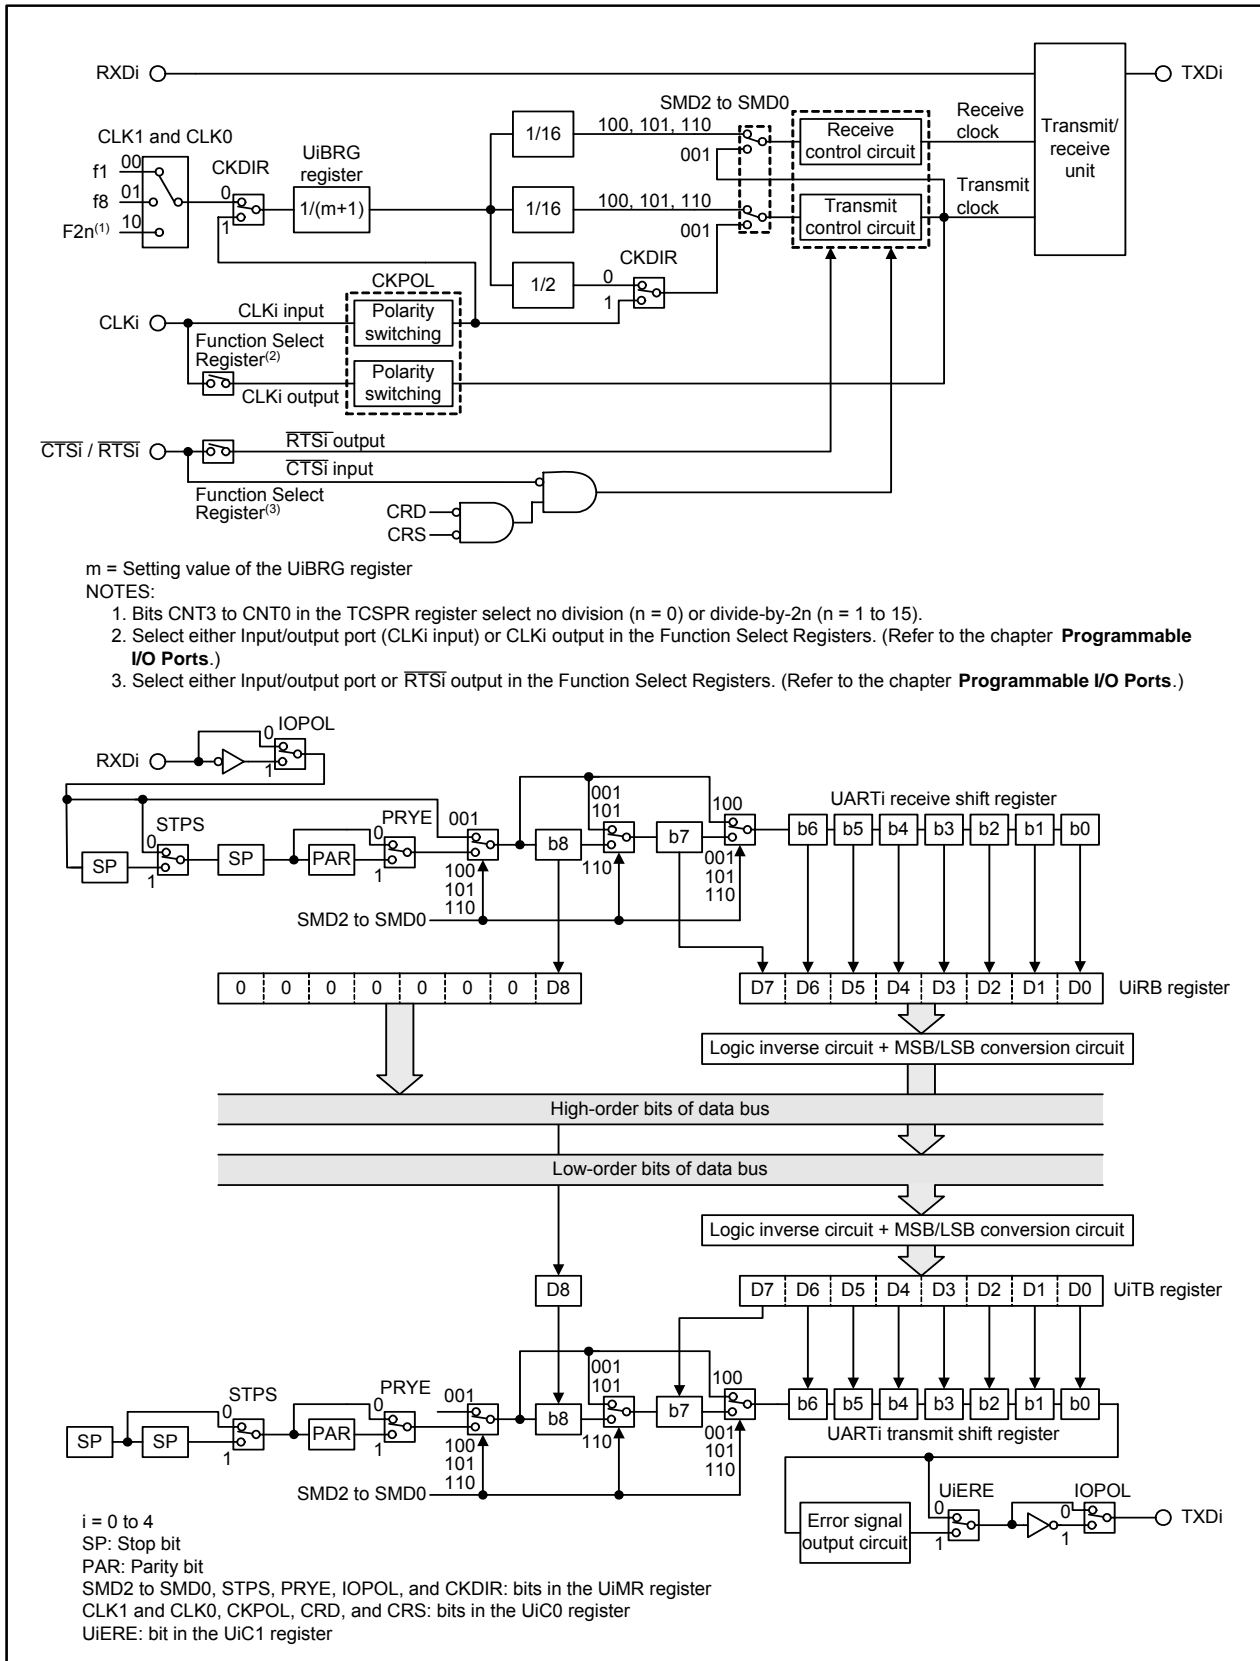 RXDi
TXDi
SMD2 to SMD0
Receive clock
CLK1 and CLK0
UiBRG register
1/16
100, 101, 110
Receive control circuit
Transmit/ receive unit
00
f1
CKDIR
001
01
0
f8
1/(m+1)
1/16
100, 101, 110
Transmit control circuit
Transmit clock
10
F2n(1)
1
001
CKDIR
CKPOL
1/2
0
1
CLKi
CLKi input
Polarity switching
Function Select Register(2)
CLKi output
Polarity switching
CTSi / RTSi
RTSi output
CTSi input
Function Select Register(3)
CRD
CRS
m = Setting value of the UiBRG register
NOTES:
1. Bits CNT3 to CNT0 in the TCSPR register select no division (n = 0) or divide-by-2n (n = 1 to 15).
2. Select either Input/output port (CLKi input) or CLKi output in the Function Select Registers. (Refer to the chapter Programmable
I/O Ports.)
3. Select either Input/output port or RTSi output in the Function Select Registers. (Refer to the chapter Programmable I/O Ports.)
IOPOL
0
RXDi
1
001
101
100
UARTi receive shift register
STPS
PRYE
001
0
0
b8
b7
b6 b5 b4 b3 b2 b1 b0
SP
SP
PAR
1
1
100
101
110
110
001
101
110
SMD2 to SMD0
0 0 0 0 0 0 0 D8
D7 D6 D5 D4 D3 D2 D1 D0
UiRB register
Logic inverse circuit + MSB/LSB conversion circuit
High-order bits of data bus
Low-order bits of data bus
Logic inverse circuit + MSB/LSB conversion circuit
D8
D7 D6 D5 D4 D3 D2 D1 D0
UiTB register
001
101
100
STPS
PRYE
001
0
0
b8
b7
b6 b5 b4 b3 b2 b1 b0
SP
SP
PAR
1
1
100
101
110
110
001
101
110
UARTi transmit shift register
SMD2 to SMD0
UiERE
IOPOL
0
0
Error signal output circuit
1
1
TXDi
i = 0 to 4
SP: Stop bit
PAR: Parity bit
SMD2 to SMD0, STPS, PRYE, IOPOL, and CKDIR: bits in the UiMR register
CLK1 and CLK0, CKPOL, CRD, and CRS: bits in the UiC0 register
UiERE: bit in the UiC1 register